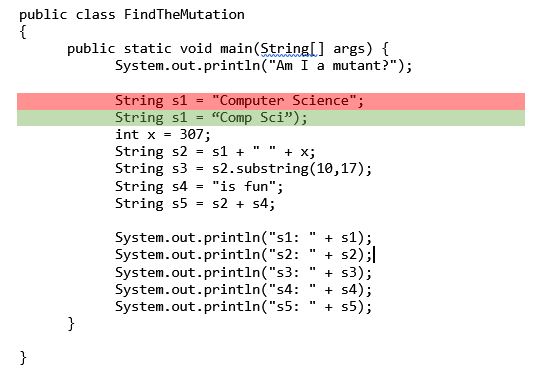 public class FindTheMutation
{
public static void main(String[] args) {
System.out.println("Am I a mutant?");
String s1 = "Computer Science";
String s1 = “Comp Sci”);
int x = 307;
String s2 = s1 + " " + x;
String s3 = s2.substring(10,17);
String s4 = "is fun";
String s5 = s2 + s4;
System.out.println("s1: " + s1);
System.out.println("s2: " + s2);
System.out.println("s3: " + s3);
System.out.println("s4: " + s4);
System.out.println("s5: " + s5);
}
}